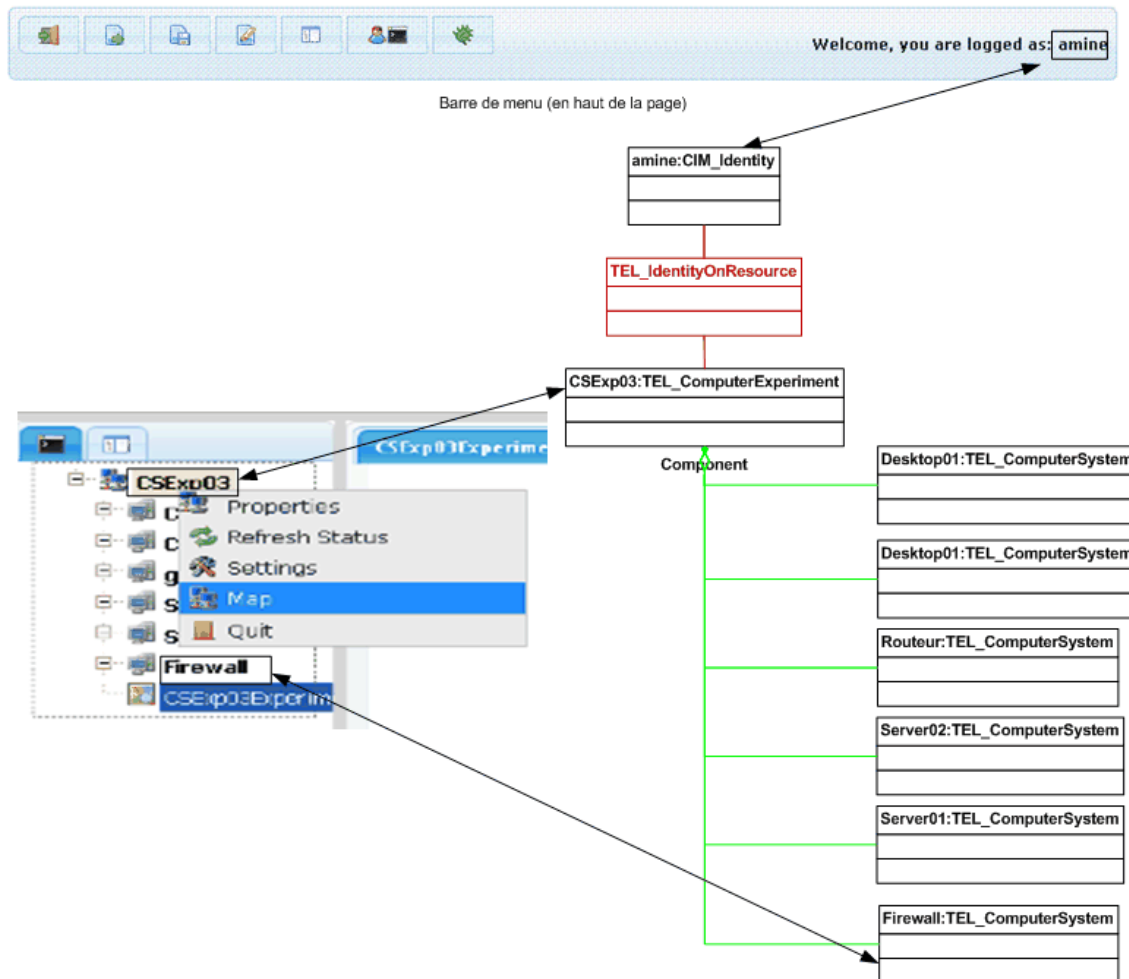 Welcome, you are logged as: amine
Barre de menu (en haut de la page)
amine:CIM_Identity
TEL_IdentityOnResource
CSExp03:TEL_ComputerExperiment
Component
Desktop01:TEL_ComputerSystem
Desktop01:TEL_ComputerSystem
Routeur:TEL_ComputerSystem
Server02:TEL_ComputerSystem
Server01:TEL_ComputerSystem
Firewall:TEL_ComputerSystem
CSExp03Experime
CSExp03
C
C
g
S
S
Properties
Refresh Status
Settings
Map
Quit
Firewall
CSExp03Experim